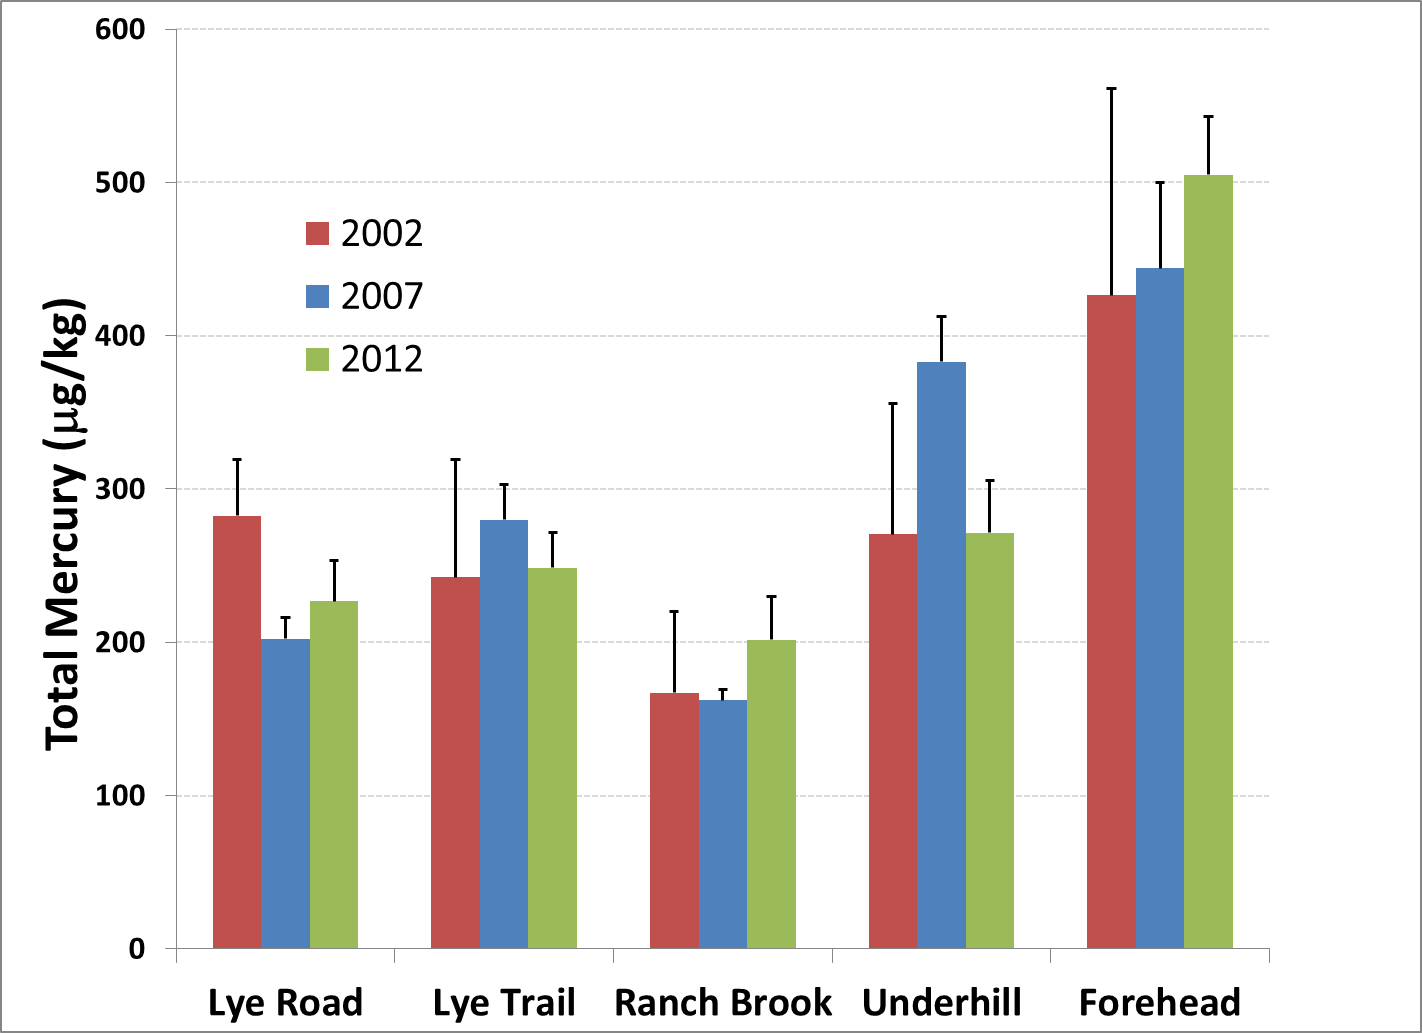 600
500
400
300
200
100
0
Total Mercury (µg/kg)
2002
2007
2012
Lye Road
Lye Trail
Ranch Brook
Underhill
Forehead